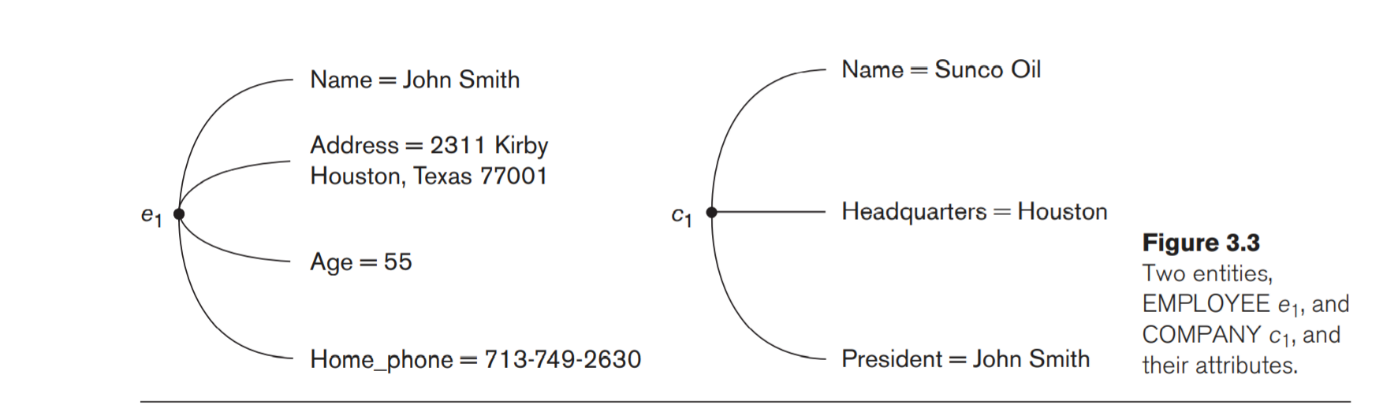 Name = John Smith
Address = 2311 Kirby
Houston, Texas 77001
e1
Age = 55
Home_phone = 713-749-2630
Name = Sunco Oil
c1
Headquarters = Houston
President = John Smith
Figure 3.3
Two entities,
EMPLOYEE e1, and
COMPANY c1, and
their attributes.